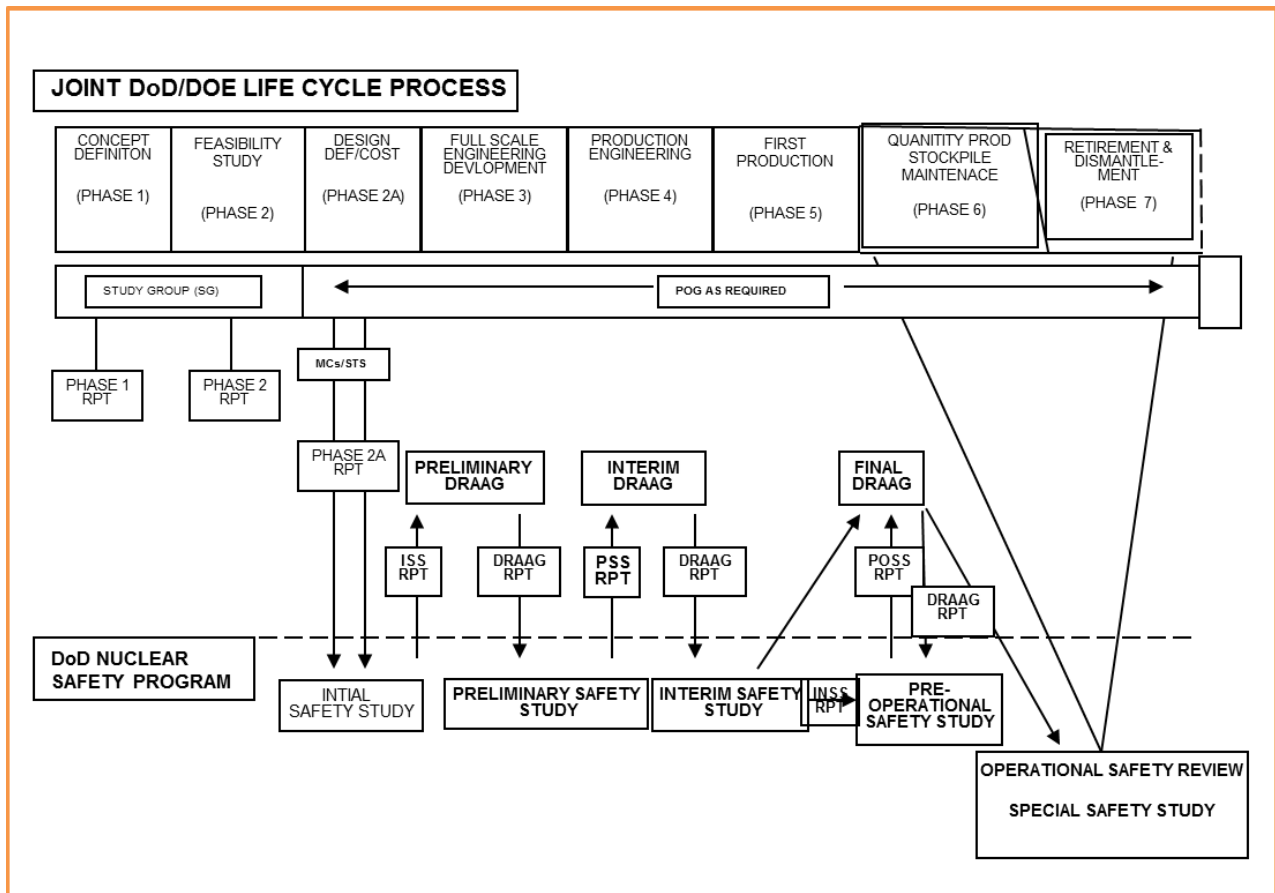 JOINT DoD/DOE LIFE CYCLE PROCESS
CONCEPT
DEFINITON
(PHASE 1)
FEASIBILITY
STUDY
(PHASE 2)
DESIGN
DEF/COST
(PHASE 2A)
FULL SCALE
ENGINEERING
DEVLOPMENT
(PHASE 3)
PRODUCTION
ENGINEERING
(PHASE 4)
FIRST
PRODUCTION
(PHASE 5)
QUANITITY PROD
STOCKPILE
MAINTENACE
(PHASE 6)
RETIREMENT &
DISMANTLE-
MENT
(PHASE 7)
STUDY GROUP (SG)
POG AS REQUIRED
PHASE 1
RPT
PHASE 2
RPT
MCs/STS
PHASE 2A
RPT
PRELIMINARY
DRAAG
INTERIM
DRAAG
FINAL
DRAAG
ISS
RPT
DRAAG
RPT
PSS
RPT
DRAAG
RPT
POSS
RPT
DRAAG
RPT
DoD NUCLEAR
SAFETY PROGRAM
INTIAL
SAFETY STUDY
PRELIMINARY SAFETY
STUDY
INTERIM SAFETY
STUDY
INSS
RPT
PRE-
OPERATIONAL
SAFETY STUDY
OPERATIONAL SAFETY REVIEW
SPECIAL SAFETY STUDY